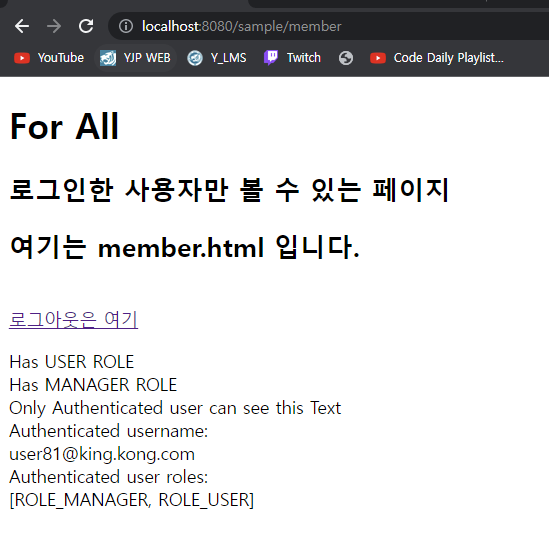 localhost:8080/sample/member
YouTube YJP WEB Y_LMS Twitch Code Daily Playlist...
For All
로그인한 사용자만 볼 수 있는 페이지
여기는 member.html 입니다.
로그아웃은 여기
Has USER ROLE
Has MANAGER ROLE
Only Authenticated user can see this Text
Authenticated username:
user81@king.kong.com
Authenticated user roles:
[ROLE_MANAGER, ROLE_USER]